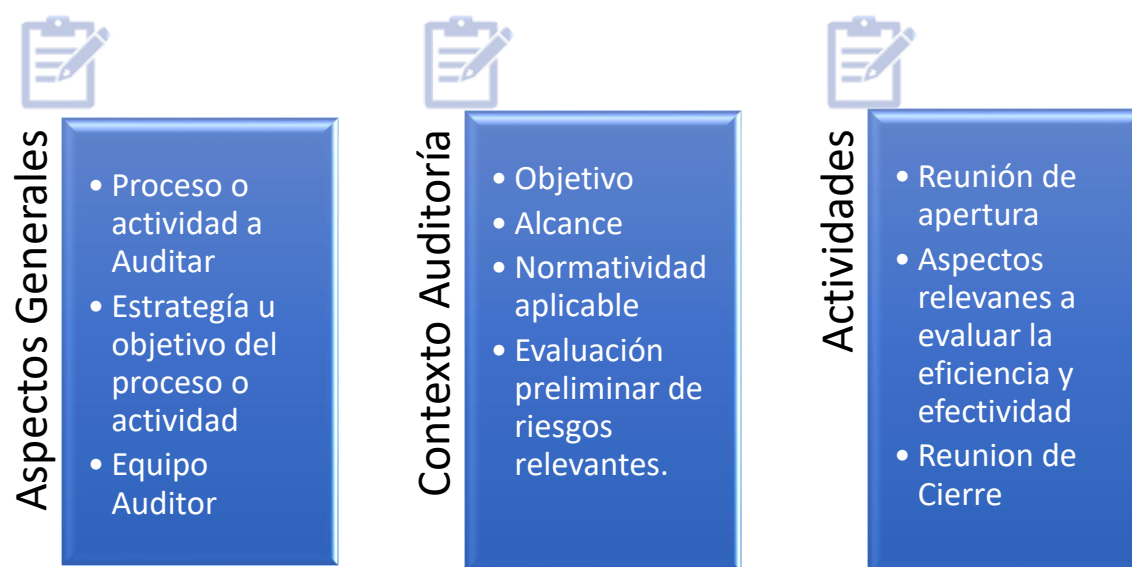 Aspectos Generales
• Proceso o
actividad a
Auditar
• Estrategía u
objetivo del
proceso o
actividad
• Equipo
Auditor
Contexto Auditoría
• Objetivo
• Alcance
• Normatividad
aplicable
• Evaluación
preliminar de
riesgos
relevantes.
Actividades
• Reunión de
apertura
• Aspectos
relevanes a
evaluar la
eficiencia y
efectividad
• Reunion de
Cierre